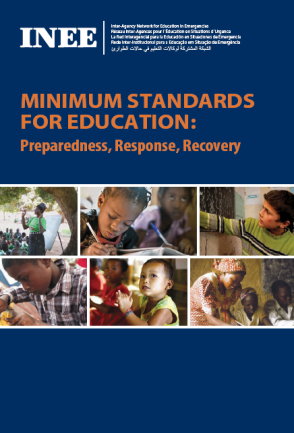 INEE
Inter-Agency Network for Education in Emergencies
Réseau Inter-Agences pour l'Éducation en Situations d'Urgence
La Red Interagencial para la Educación en Situaciones de Emergencia
Rede Inter-Institucional para a Educação em Situação de Emergência
الشبكة المشتركة لوكالات التعليم في حالات الطوارئ
MINIMUM STANDARDS
FOR EDUCATION:
Preparedness, Response, Recovery